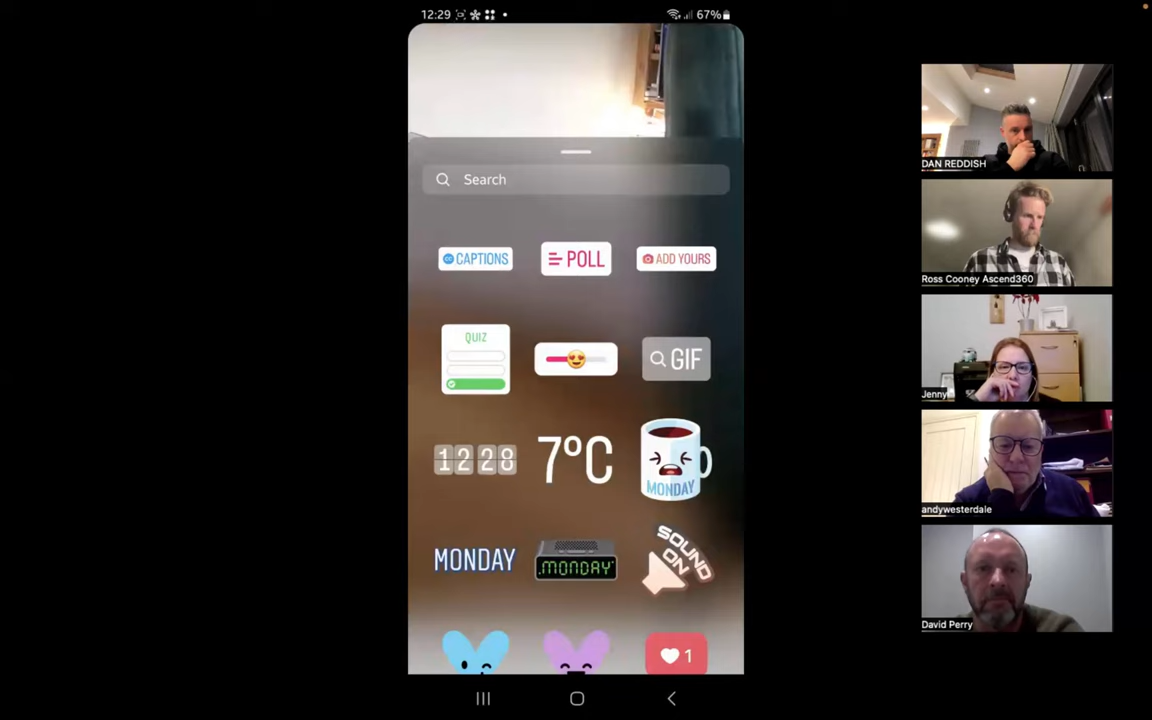 12:29
67%
Search
CC CAPTIONS
POLL
ADD YOURS
QUIZ
GIF
12 28
7°C
MONDAY
MONDAY
MONDAY
SOUND
ON
1
DAN REDDISH
Ross Cooney Ascend360
Jenny
andywesterdale
David Perry